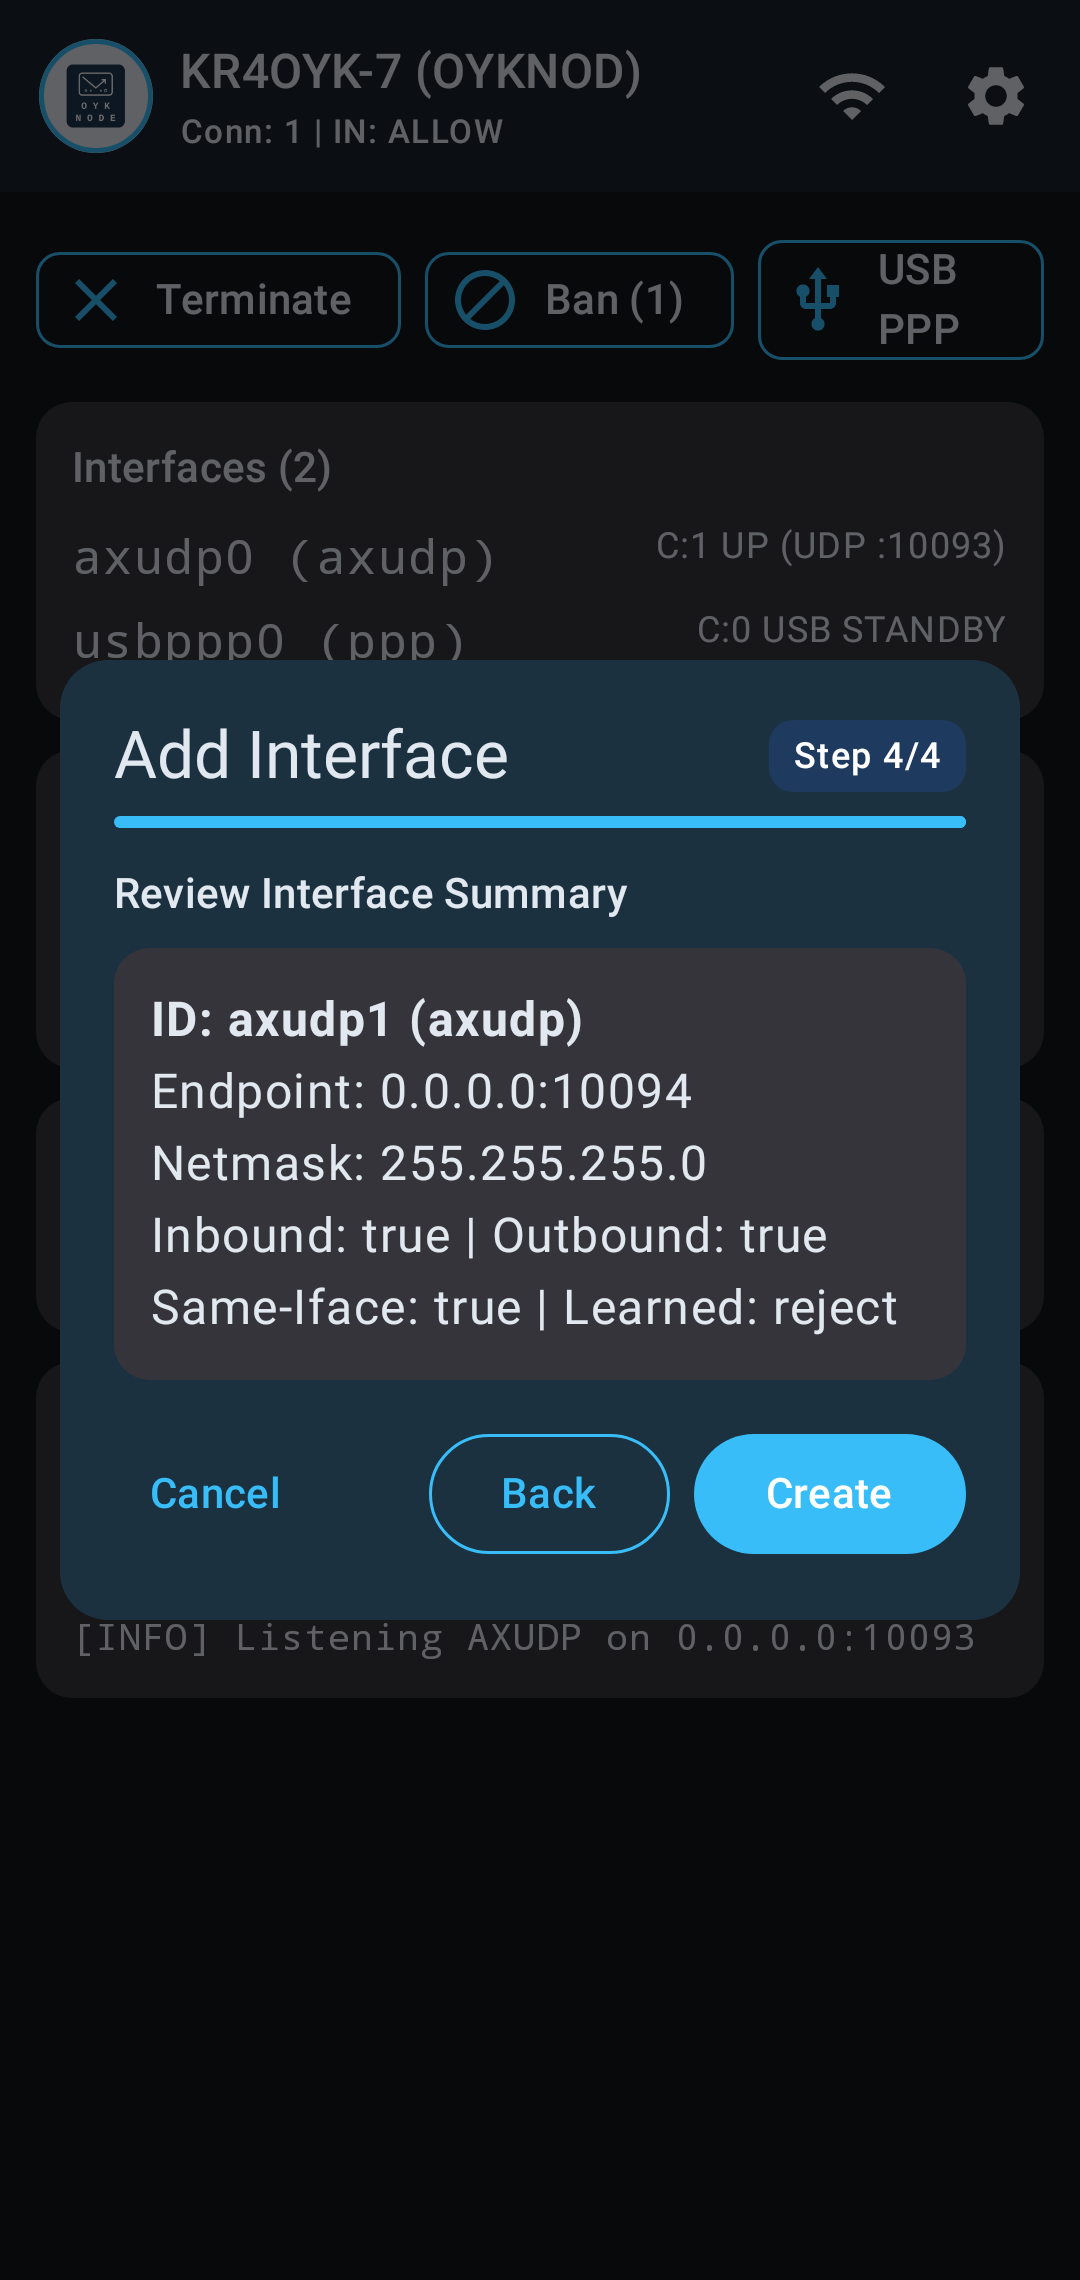 KR4OYK-7 (OYKNOD)
Conn: 1 | IN: ALLOW
O Y K
N O D E
Terminate
Ban (1)
USB
PPP
Interfaces (2)
axudp0 (axudp)
C:1 UP (UDP :10093)
usbppp0 (ppp)
C:0 USB STANDBY
Add Interface
Step 4/4
Review Interface Summary
ID: axudp1 (axudp)
Endpoint: 0.0.0.0:10094
Netmask: 255.255.255.0
Inbound: true | Outbound: true
Same-Iface: true | Learned: reject
Cancel
Back
Create
[INFO] Listening AXUDP on 0.0.0.0:10093